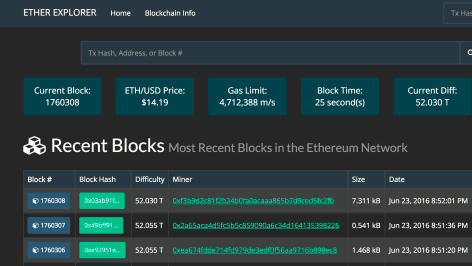 ETHER EXPLORER Home Blockchain Info Tx Has
Tx Hash, Address, or Block #
Current Block: ETH/USD Price: Gas Limit: Block Time: Current Diff:
1760308 $14.19 4,712,388 m/s 25 second(s) 52.030 T
Recent Blocks Most Recent Blocks in the Ethereum Network
Block # Block Hash Difficulty Miner Size Date
1760308 0x03ab91f... 52.030 T 0xf3b9d2c81f2b24b0fa0acaaa865b7d9ced5fc2fb 7.311 kB Jun 23, 2016 8:52:01 PM
1760307 0x49bff91... 52.055 T 0x2a65aca4d5fc5b5c859090a6c34d164135398226 0.541 kB Jun 23, 2016 8:51:36 PM
1760306 0xe92951e... 52.055 T 0xea674fdde714fd979de3edf0f56aa9716b898ec8 1.468 kB Jun 23, 2016 8:51:20 PM